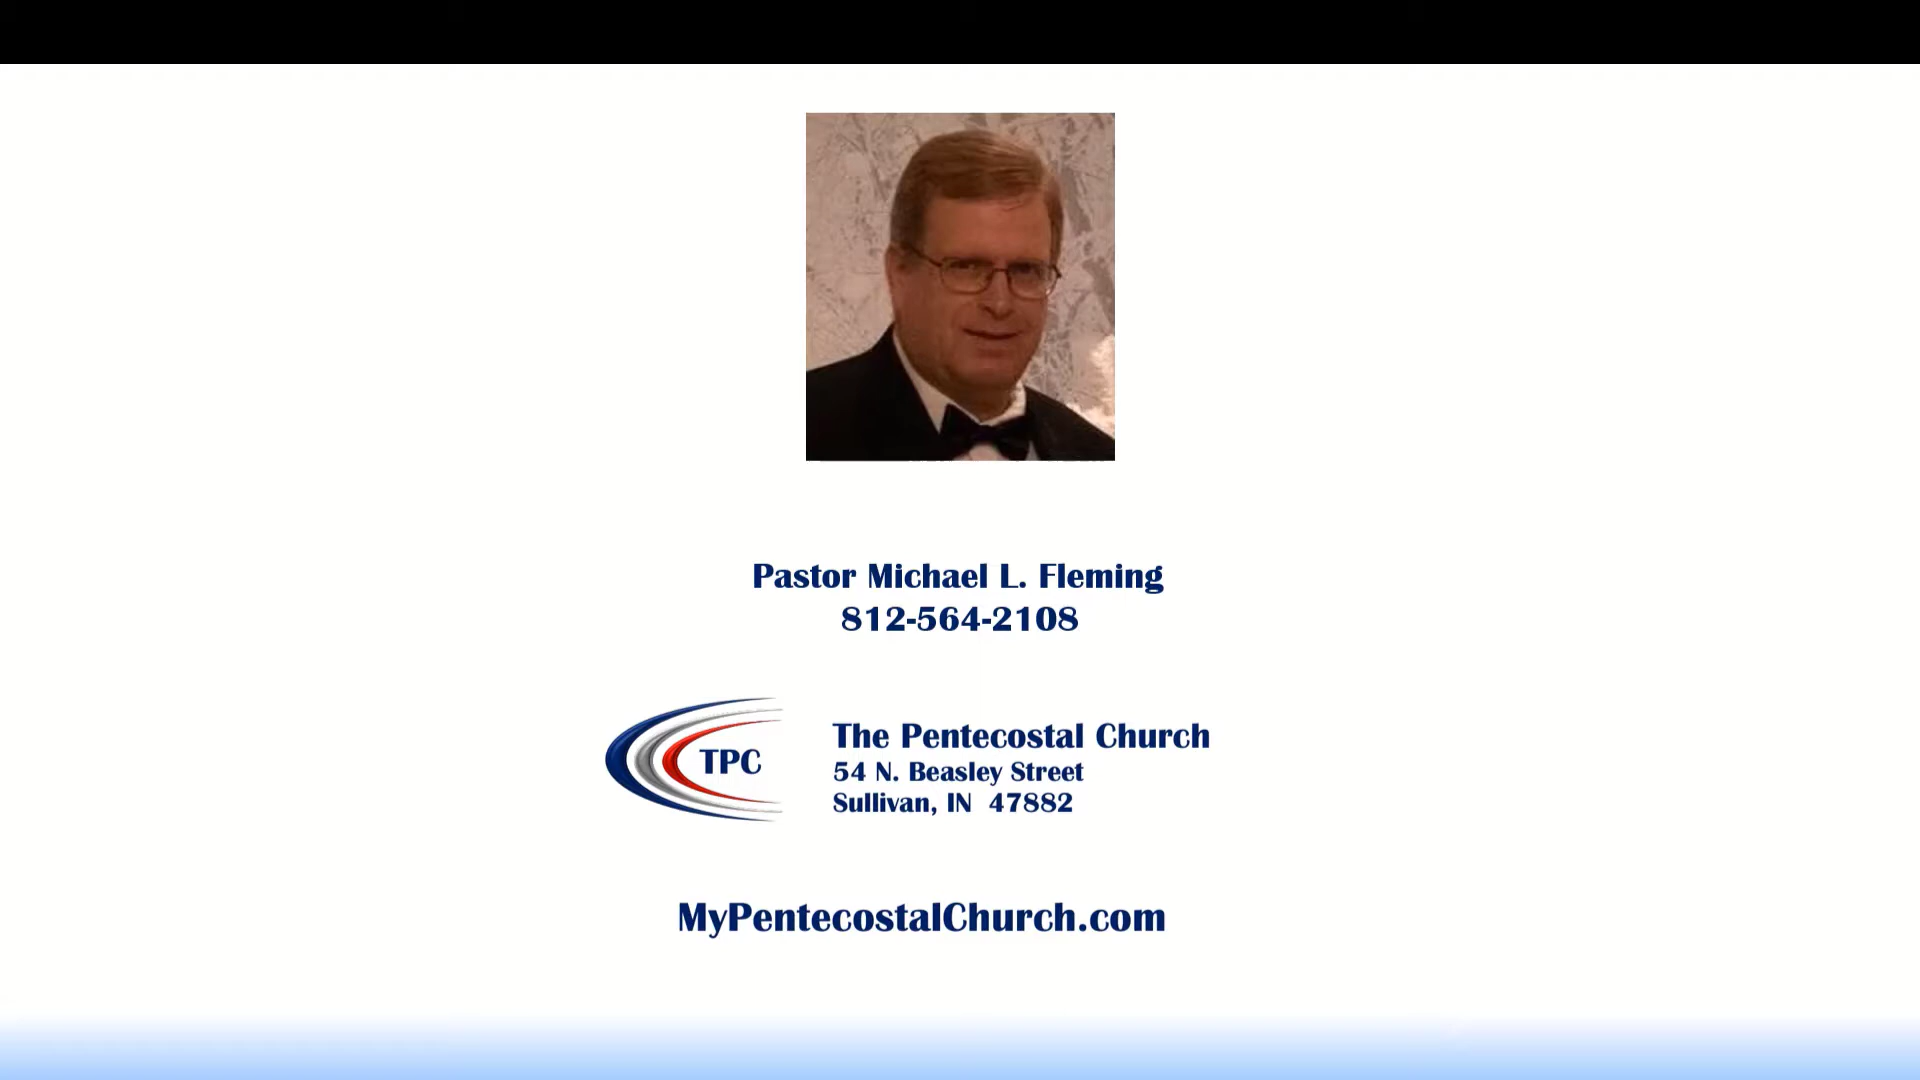 Pastor Michael L. Fleming
812-564-2108
TPC
The Pentecostal Church
54 N. Beasley Street
Sullivan, IN  47882
MyPentecostalChurch.com